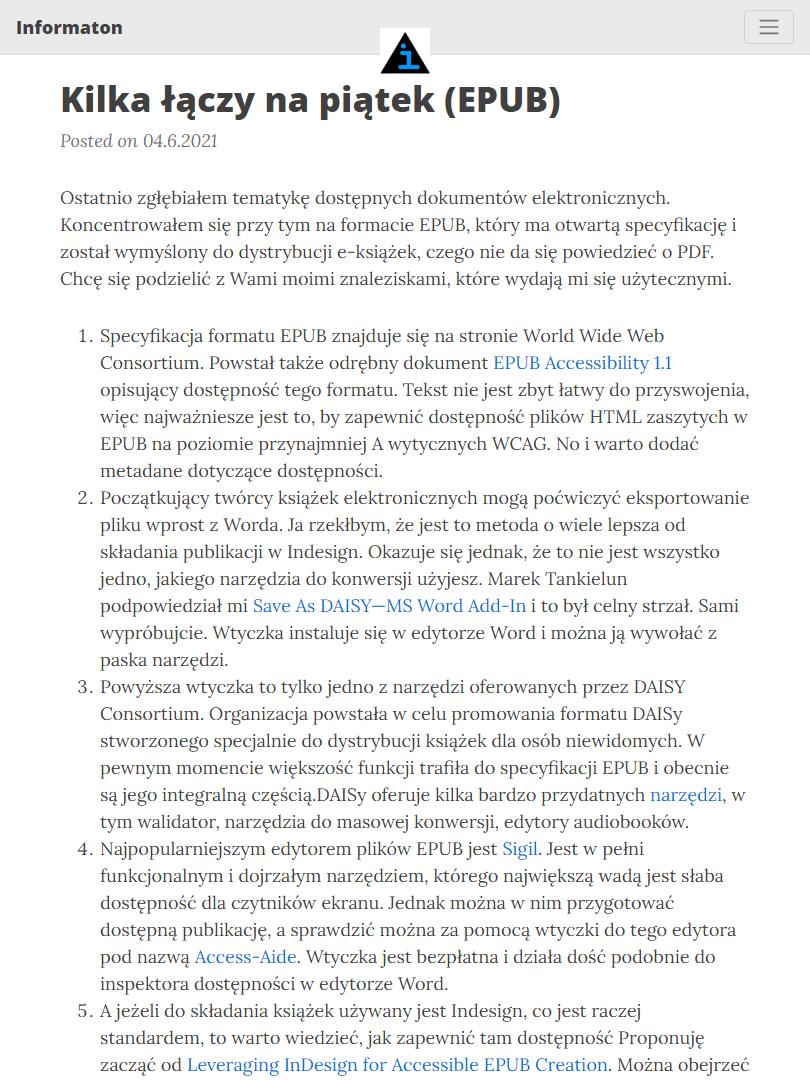 Informaton
Kilka łączy na piątek (EPUB)
Posted on 04.6.2021
Ostatnio zgłębiałem tematykę dostępnych dokumentów elektronicznych.
Koncentrowałem się przy tym na formacie EPUB, który ma otwartą specyfikację i
został wymyślony do dystrybucji e-książek, czego nie da się powiedzieć o PDF.
Chcę się podzielić z Wami moimi znaleziskami, które wydają mi się użytecznymi.
1. Specyfikacja formatu EPUB znajduje się na stronie World Wide Web
Consortium. Powstał także odrębny dokument EPUB Accessibility 1.1
opisujący dostępność tego formatu. Tekst nie jest zbyt łatwy do przyswojenia,
więc najważniesze jest to, by zapewnić dostępność plików HTML zaszytych w
EPUB na poziomie przynajmniej A wytycznych WCAG. No i warto dodać
metadane dotyczące dostępności.
2. Początkujący twórcy książek elektronicznych mogą poćwiczyć eksportowanie
pliku wprost z Worda. Ja rzekłbym, że jest to metoda o wiele lepsza od
składania publikacji w Indesign. Okazuje się jednak, że to nie jest wszystko
jedno, jakiego narzędzia do konwersji użyjesz. Marek Tankielun
podpowiedział mi Save As DAISY—MS Word Add-In i to był celny strzał. Sami
wypróbujcie. Wtyczka instaluje się w edytorze Word i można ją wywołać z
paska narzędzi.
3. Powyższa wtyczka to tylko jedno z narzędzi oferowanych przez DAISY
Consortium. Organizacja powstała w celu promowania formatu DAISy
stworzonego specjalnie do dystrybucji książek dla osób niewidomych. W
pewnym momencie większość funkcji trafiła do specyfikacji EPUB i obecnie
są jego integralną częścią.DAISy oferuje kilka bardzo przydatnych narzędzi, w
tym walidator, narzędzia do masowej konwersji, edytory audiobooków.
4. Najpopularniejszym edytorem plików EPUB jest Sigil. Jest w pełni
funkcjonalnym i dojrzałym narzędziem, którego największą wadą jest słaba
dostępność dla czytników ekranu. Jednak można w nim przygotować
dostępną publikację, a sprawdzić można za pomocą wtyczki do tego edytora
pod nazwą Access-Aide. Wtyczka jest bezpłatna i działa dość podobnie do
inspektora dostępności w edytorze Word.
5. A jeżeli do składania książek używany jest Indesign, co jest raczej
standardem, to warto wiedzieć, jak zapewnić tam dostępność Proponuję
zacząć od Leveraging InDesign for Accessible EPUB Creation. Można obejrzeć